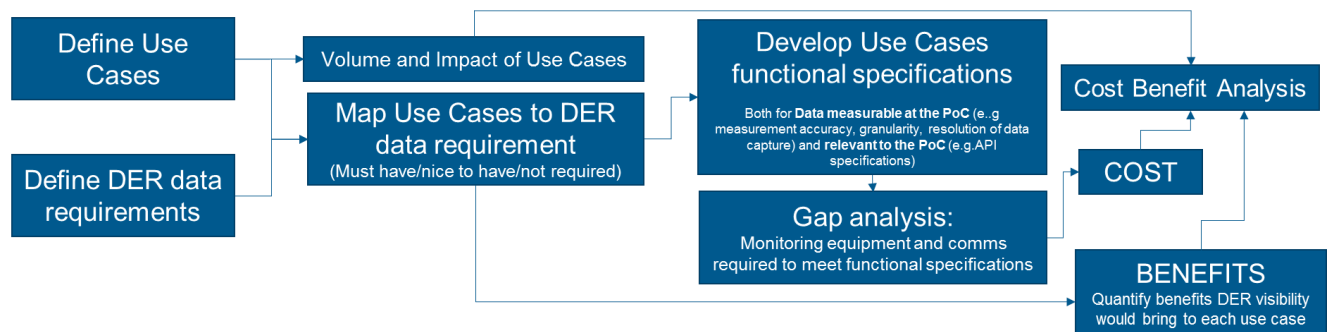 Define Use
Cases
Define DER data
requirements
Volume and Impact of Use Cases
Map Use Cases to DER
data requirement
(Must have/nice to have/not required)
Develop Use Cases
functional specifications
Both for Data measurable at the PoC (e..g
measurement accuracy, granularity, resolution of data
capture) and relevant to the PoC (e.g.API
specifications)
Gap analysis:
Monitoring equipment and comms
required to meet functional specifications
Cost Benefit Analysis
COST
BENEFITS
Quantify benefits DER visibility
would bring to each use case